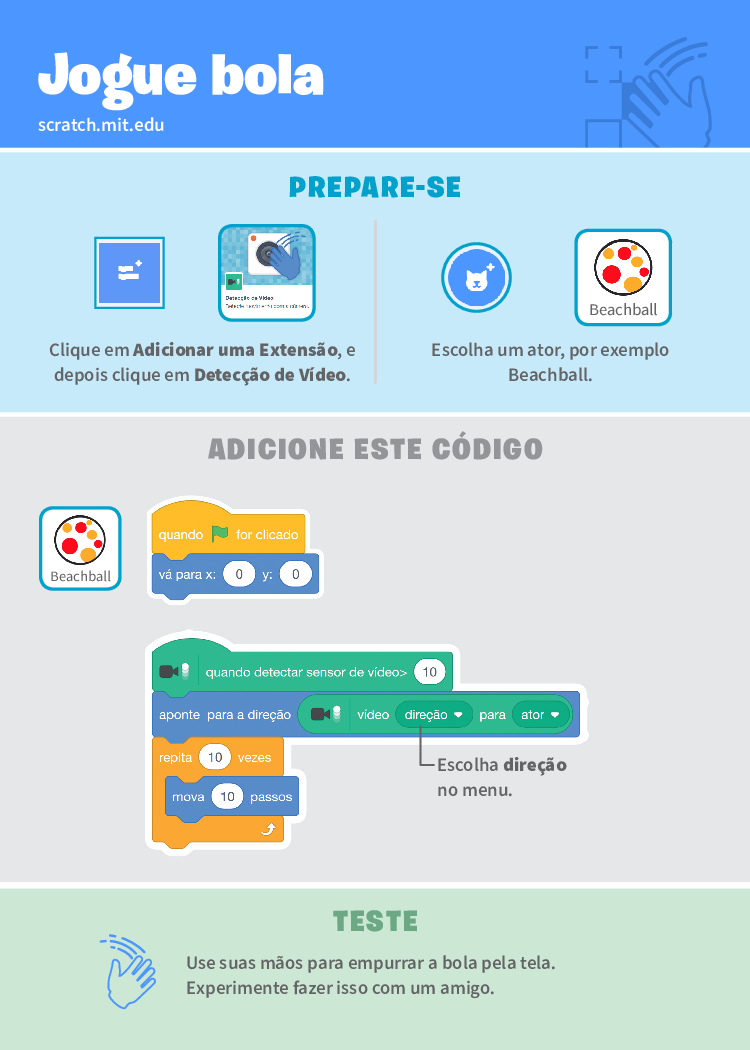 Jogue bola
scratch.mit.edu
PREPARE-SE
Detecção de Vídeo
Detecte movimento com a câmera.
Clique em Adicionar uma Extensão, e
depois clique em Detecção de Vídeo.
Beachball
Escolha um ator, por exemplo
Beachball.
ADICIONE ESTE CÓDIGO
Beachball
quando for clicado
vá para x: 0 y: 0
quando detectar sensor de vídeo> 10
aponte para a direção vídeo direção para ator
repita 10 vezes
mova 10 passos
Escolha direção
no menu.
TESTE
Use suas mãos para empurrar a bola pela tela.
Experimente fazer isso com um amigo.